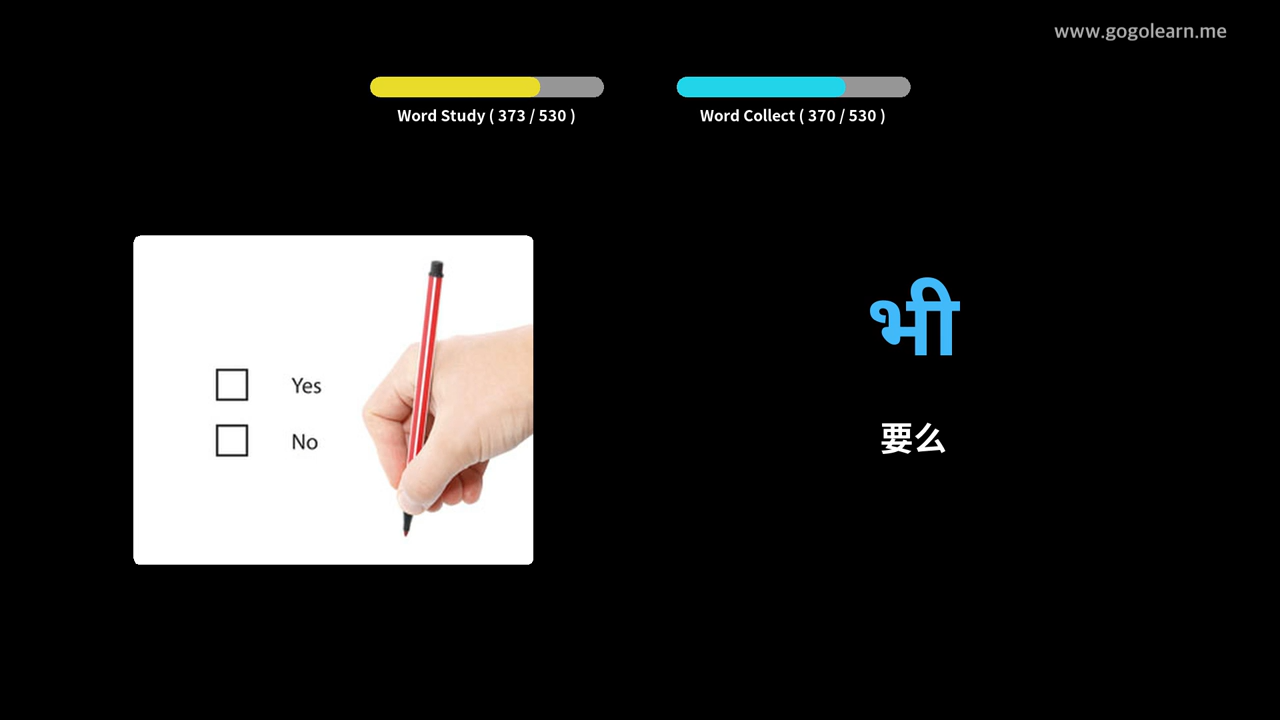 www.gogolearn.me
Word Study ( 373 / 530 )
Word Collect ( 370 / 530 )
Yes
No
भी
要么